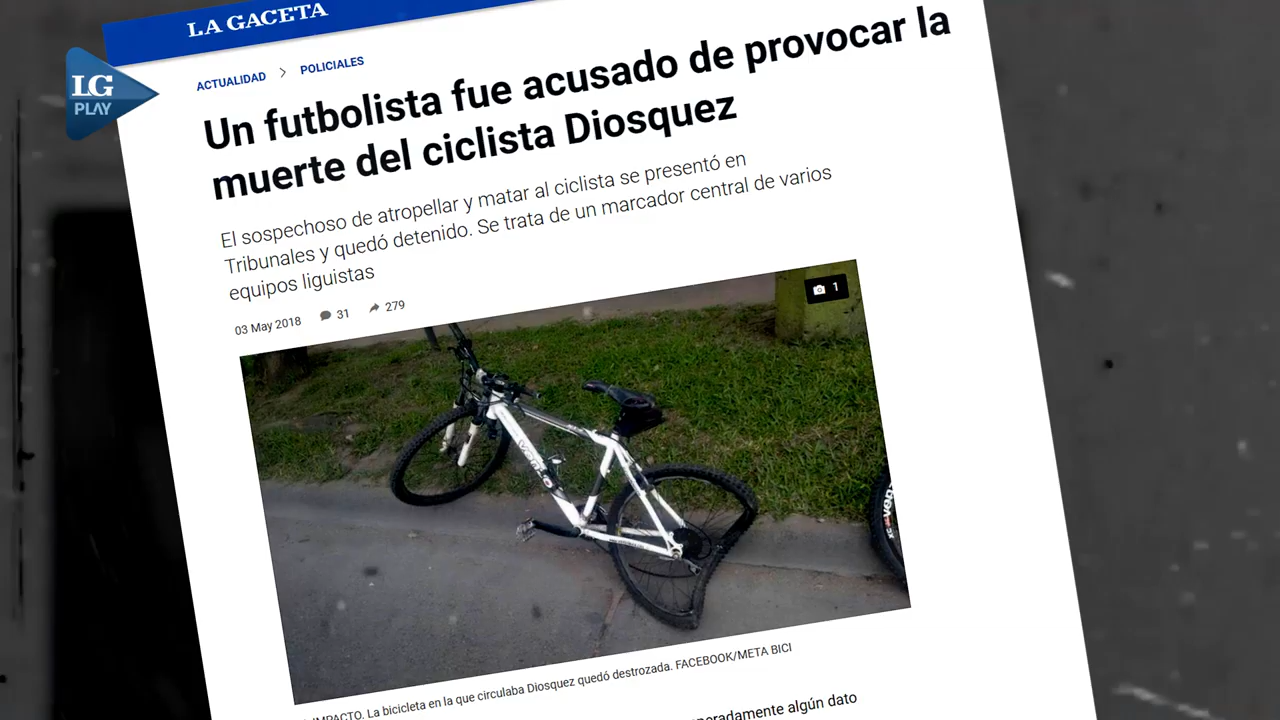 LA GACETA
LG
PLAY
ACTUALIDAD > POLICIALES
Un futbolista fue acusado de provocar la
muerte del ciclista Diosquez
El sospechoso de atropellar y matar al ciclista se presentó en
Tribunales y quedó detenido. Se trata de un marcador central de varios
equipos liguistas
03 May 2018 31 279
1
venzo
venzo
IMPACTO. La bicicleta en la que circulaba Diosquez quedó destrozada. FACEBOOK/META BICI
algún dato